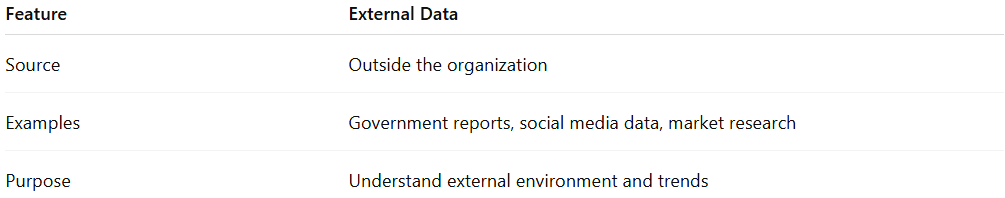 Feature External Data
Source Outside the organization
Examples Government reports, social media data, market research
Purpose Understand external environment and trends